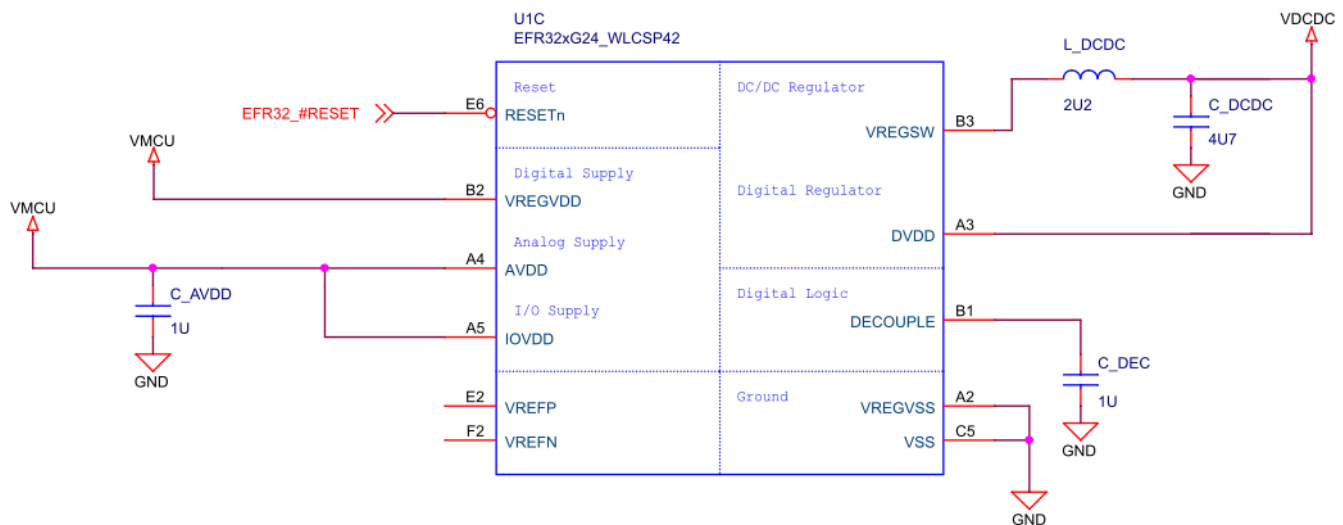 U1C
EFR32xG24_WLCSP42
VDCDC
L_DCDC
2U2
C_DCDC
4U7
GND
Reset
DC/DC Regulator
EFR32_#RESET
E6
RESETn
B3
VREGSW
VMCU
Digital Supply
Digital Regulator
B2
VREGVDD
VMCU
A3
DVDD
Analog Supply
A4
AVDD
C_AVDD
1U
GND
I/O Supply
A5
IOVDD
Digital Logic
B1
DECOUPLE
C_DEC
1U
GND
E2
VREFP
F2
VREFN
Ground
A2
VREGVSS
C5
VSS
GND